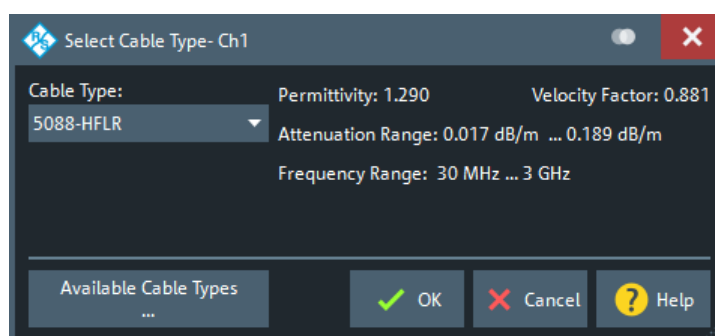 Select Cable Type- Ch1
Cable Type:
5088-HFLR
Permittivity: 1.290 Velocity Factor: 0.881
Attenuation Range: 0.017 dB/m ... 0.189 dB/m
Frequency Range: 30 MHz ... 3 GHz
Available Cable Types
...
OK
Cancel
? Help